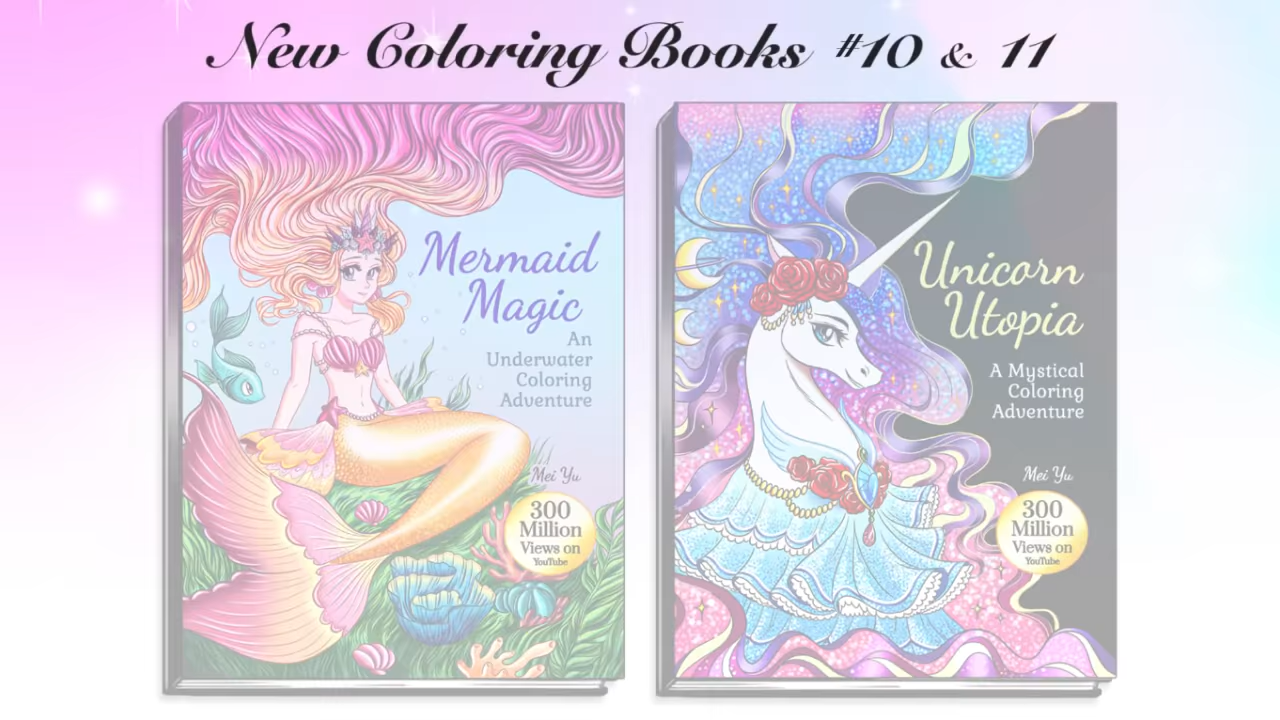 New Coloring Books #10 & 11
Mermaid
Magic
An
Underwater
Coloring
Adventure
Mei Yu
300
Million
Views on
YouTube
Unicorn
Utopia
A Mystical
Coloring
Adventure
Mei Yu
300
Million
Views on
YouTube